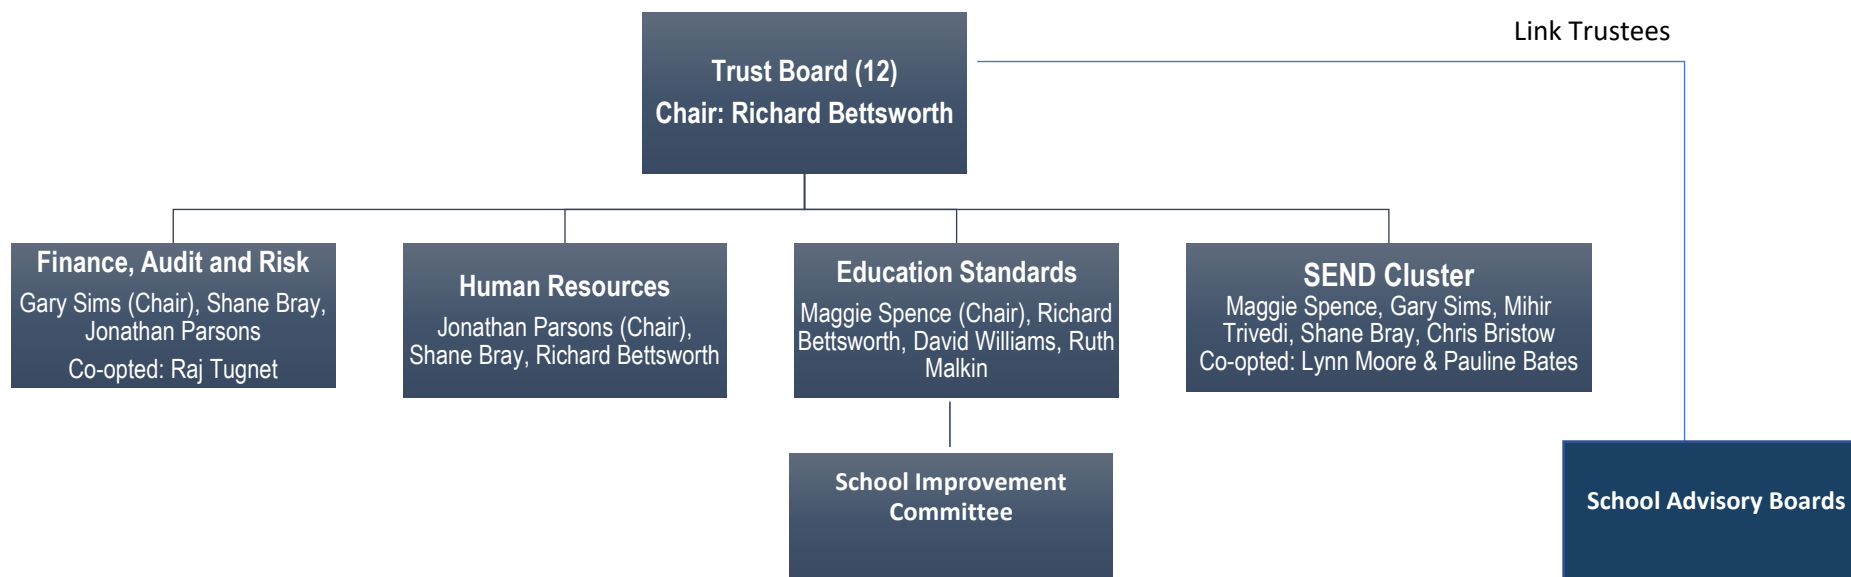 Link Trustees
Trust Board (12)
Chair: Richard Bettsworth
Finance, Audit and Risk
Gary Sims (Chair), Shane Bray,
Jonathan Parsons
Co-opted: Raj Tugnet
Human Resources
Jonathan Parsons (Chair),
Shane Bray, Richard Bettsworth
Education Standards
Maggie Spence (Chair), Richard
Bettsworth, David Williams, Ruth
Malkin
SEND Cluster
Maggie Spence, Gary Sims, Mihir
Trivedi, Shane Bray, Chris Bristow
Co-opted: Lynn Moore & Pauline Bates
School Improvement
Committee
School Advisory Boards